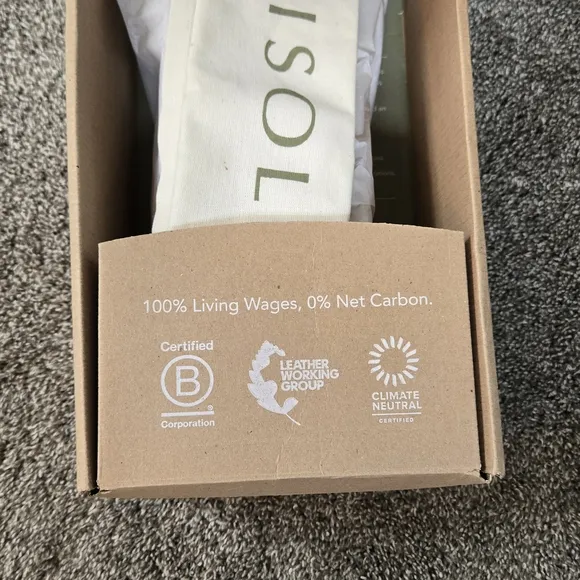 ISOL
100% Living Wages, 0% Net Carbon.
Certified
B
Corporation
LEATHER
WORKING
GROUP
CLIMATE
NEUTRAL
CERTIFIED